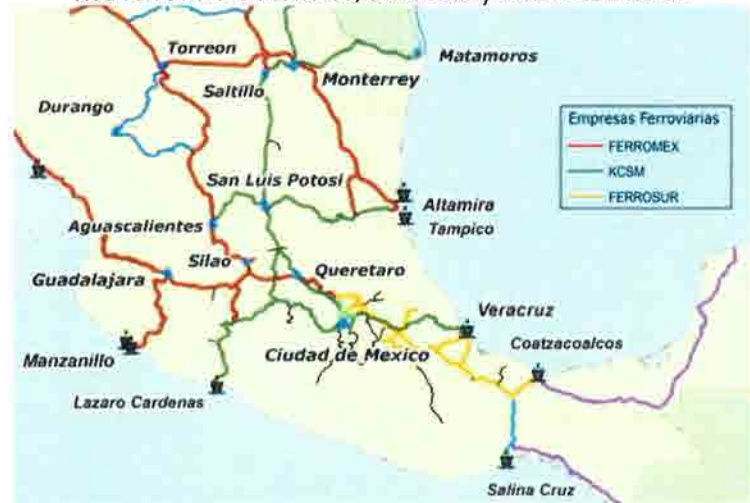 Torreon
Monterrey
Matamoros
Saltillo
Durango
Empresas Ferroviarias
FERROMEX
KCSM
FERROSUR
San Luis Potosi
Altamira
Tampico
Aguascalientes
Silao
Queretaro
Guadalajara
Veracruz
Coatzacoalcos
Manzanillo
Ciudad de Mexico
Lazaro Cardenas
Salina Cruz